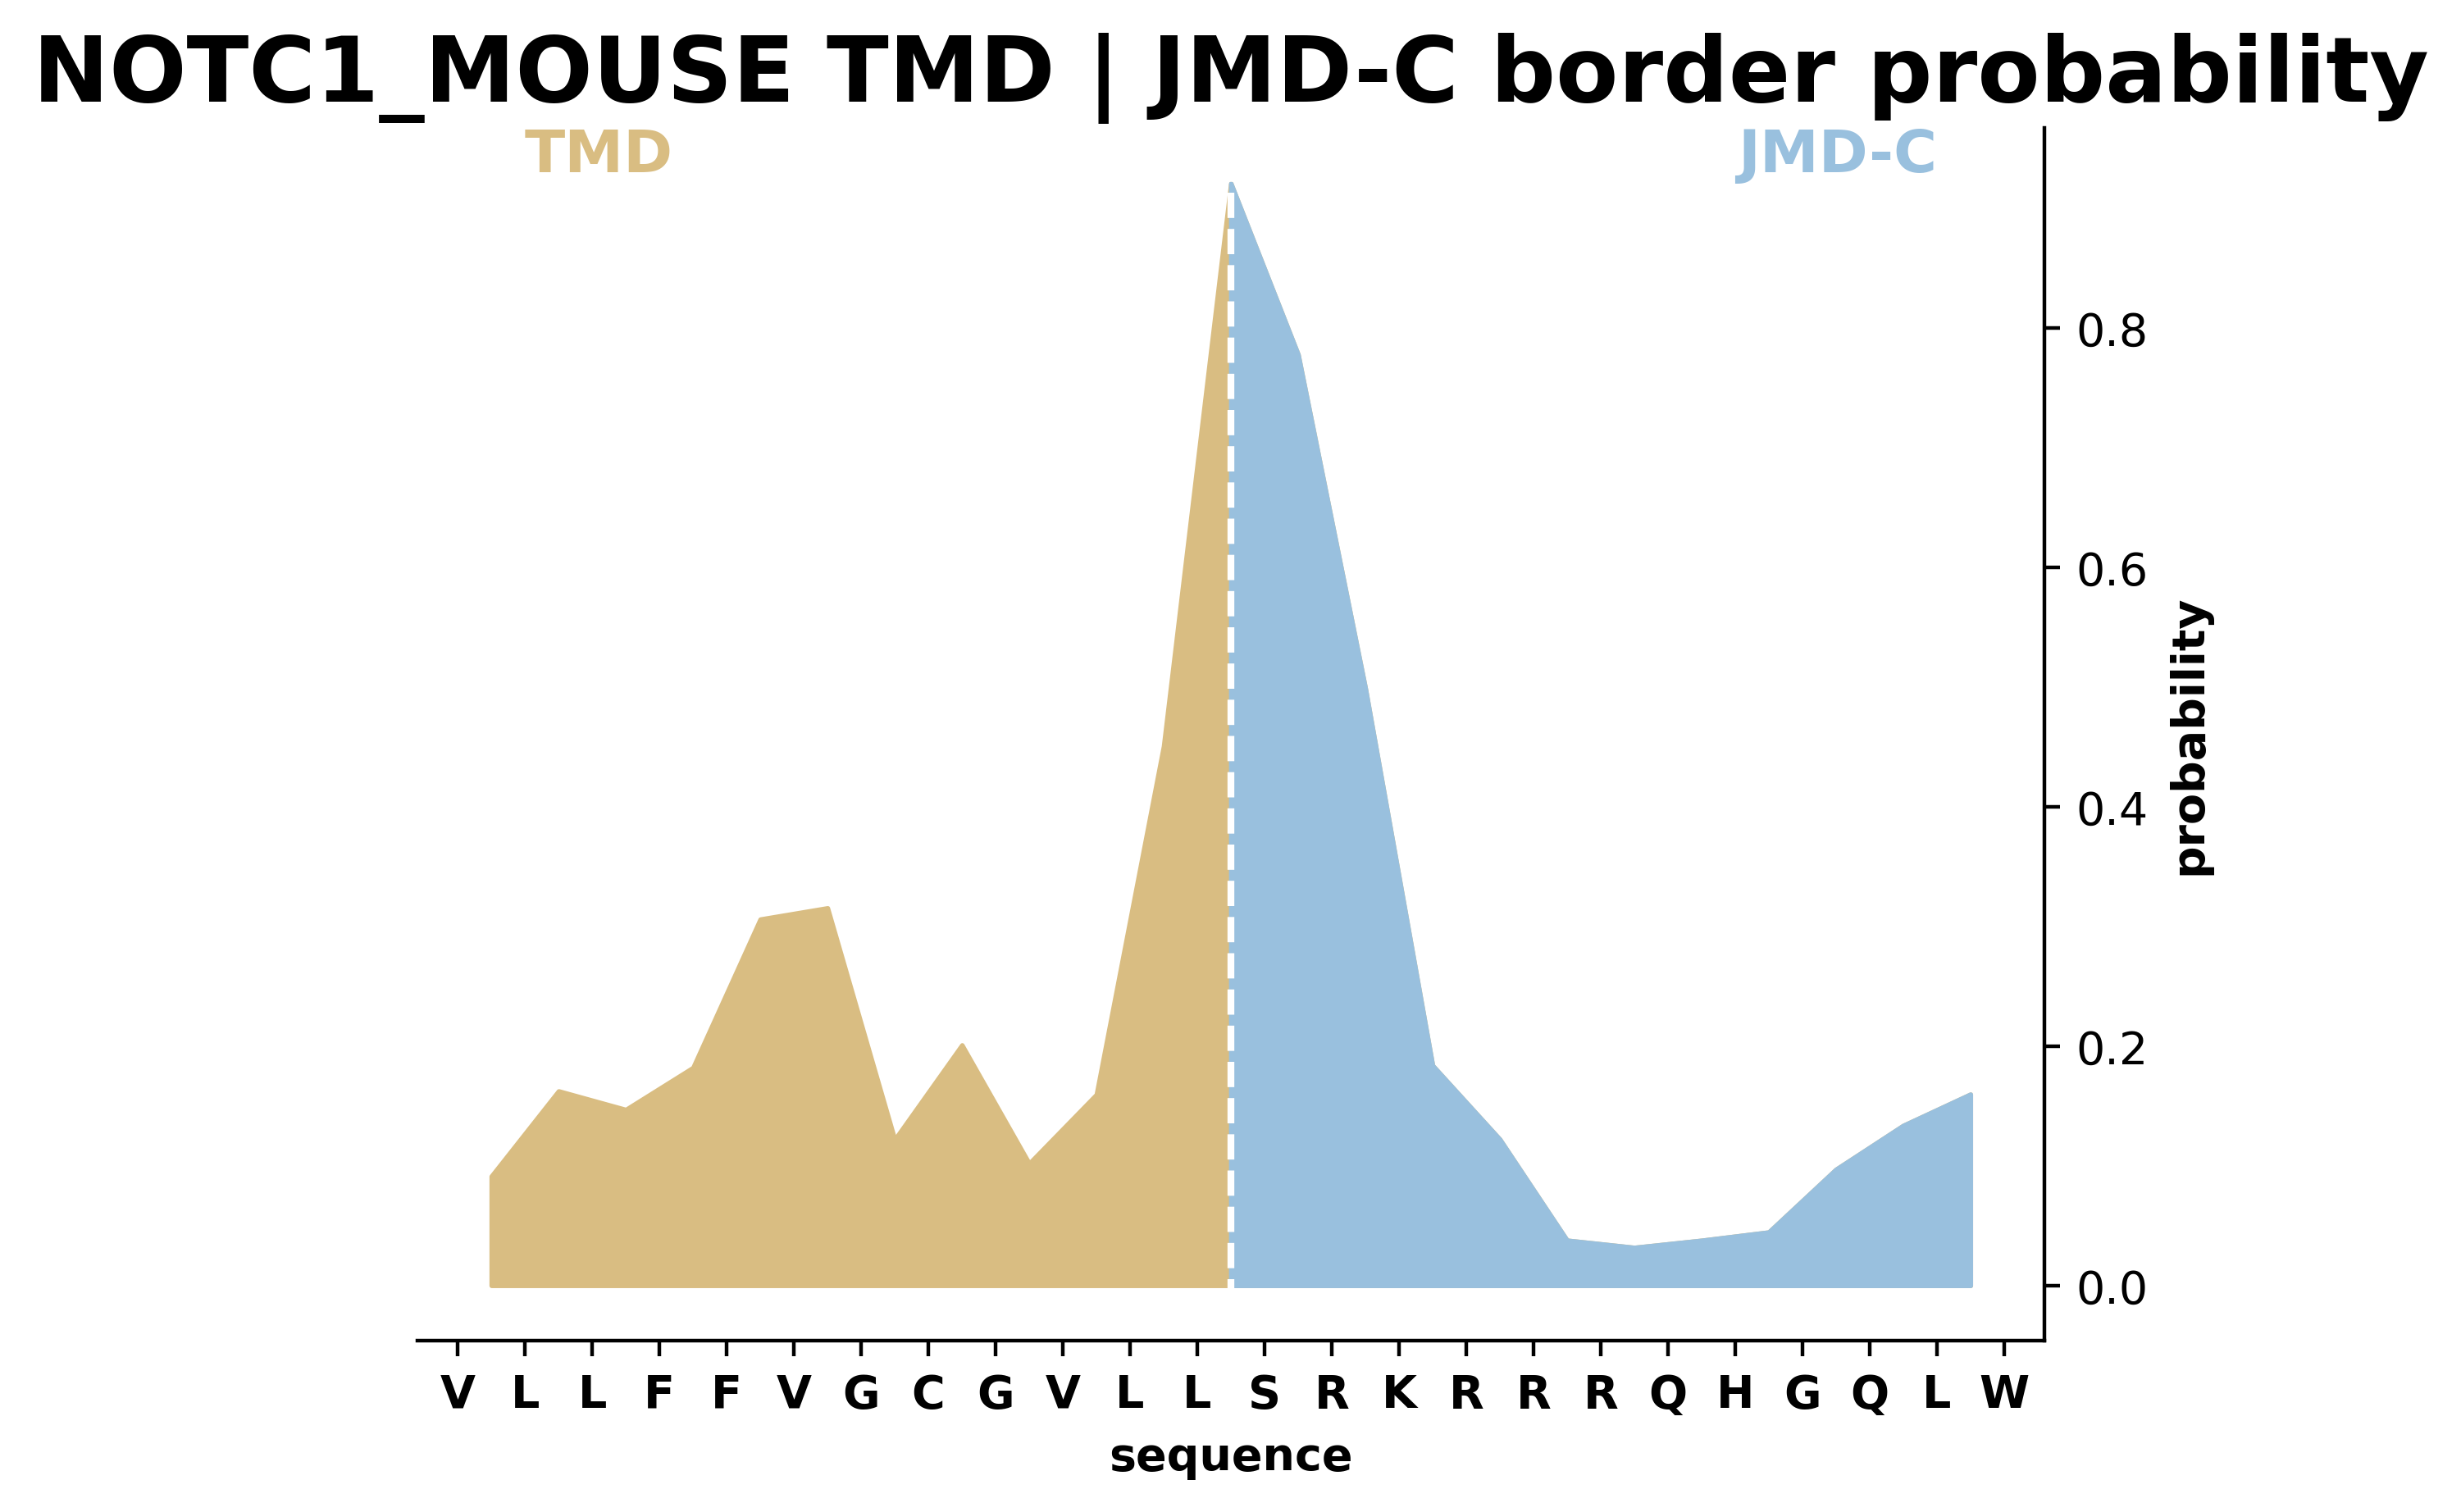 NOTC1_MOUSE TMD | JMD-C border probability
TMD JMD-C
0.8
0.6
0.4
0.2
0.0
probability
V L L F F V G C G V L L S R K R R R Q H G Q L W
sequence